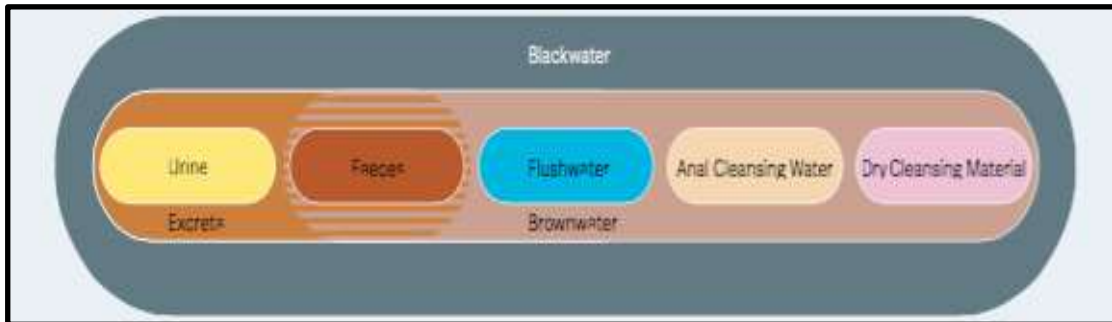 Blackwater
Urine
Faeces
Flushwater
Anal Cleansing Water
Dry Cleansing Material
Excreta
Brownwater